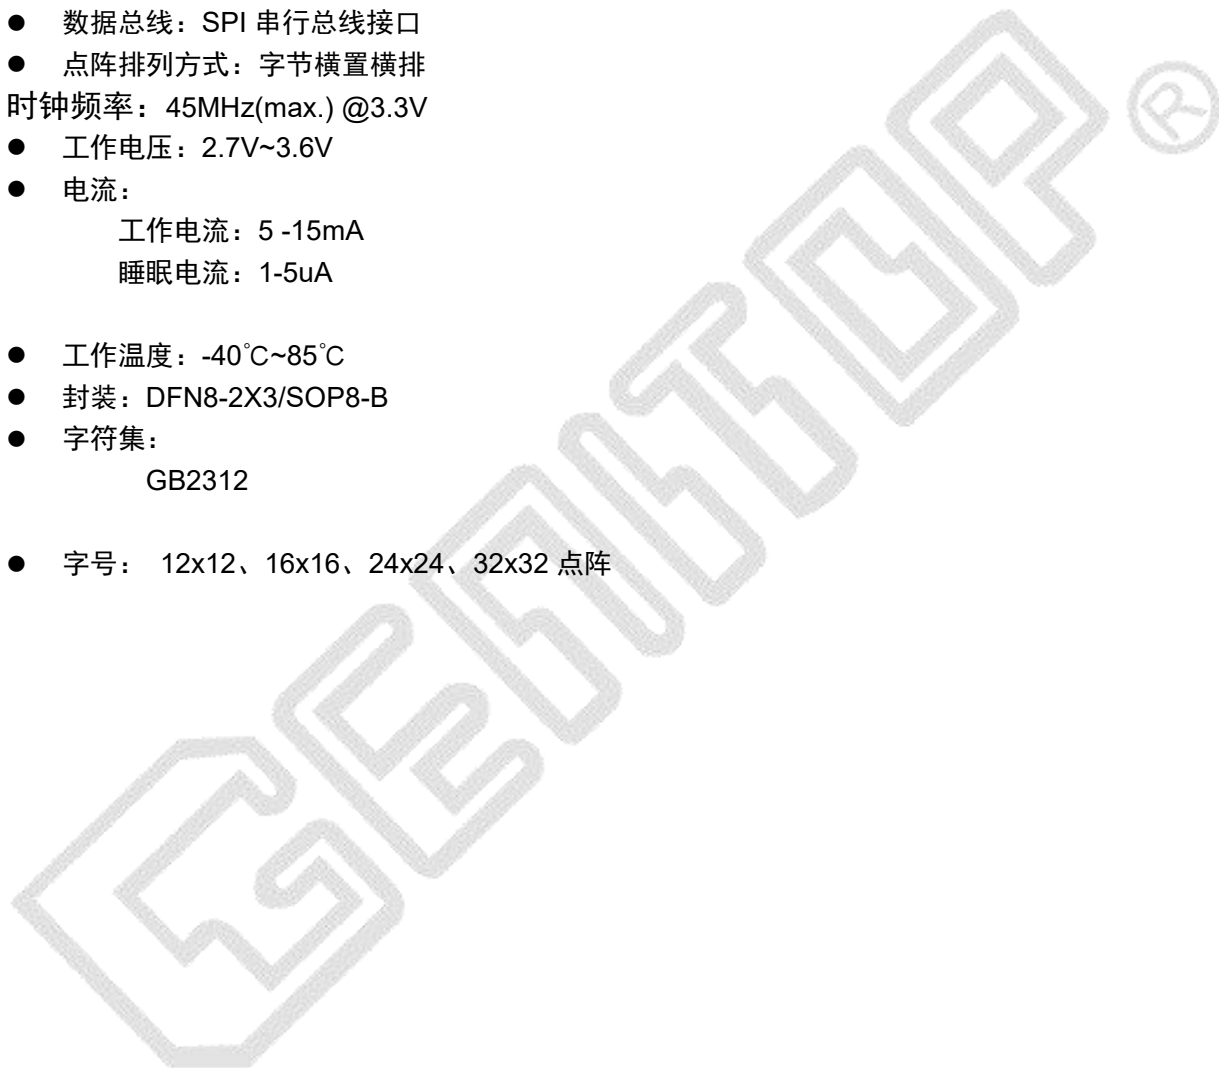 ● 数据总线：SPI 串行总线接口
● 点阵排列方式：字节横置横排
时钟频率：45MHz(max.) @3.3V
● 工作电压：2.7V~3.6V
● 电流：
工作电流：5 -15mA
睡眠电流：1-5uA
● 工作温度：-40℃~85℃
● 封装：DFN8-2X3/SOP8-B
● 字符集：
GB2312
● 字号： 12x12、16x16、24x24、32x32 点阵
GENITOP®